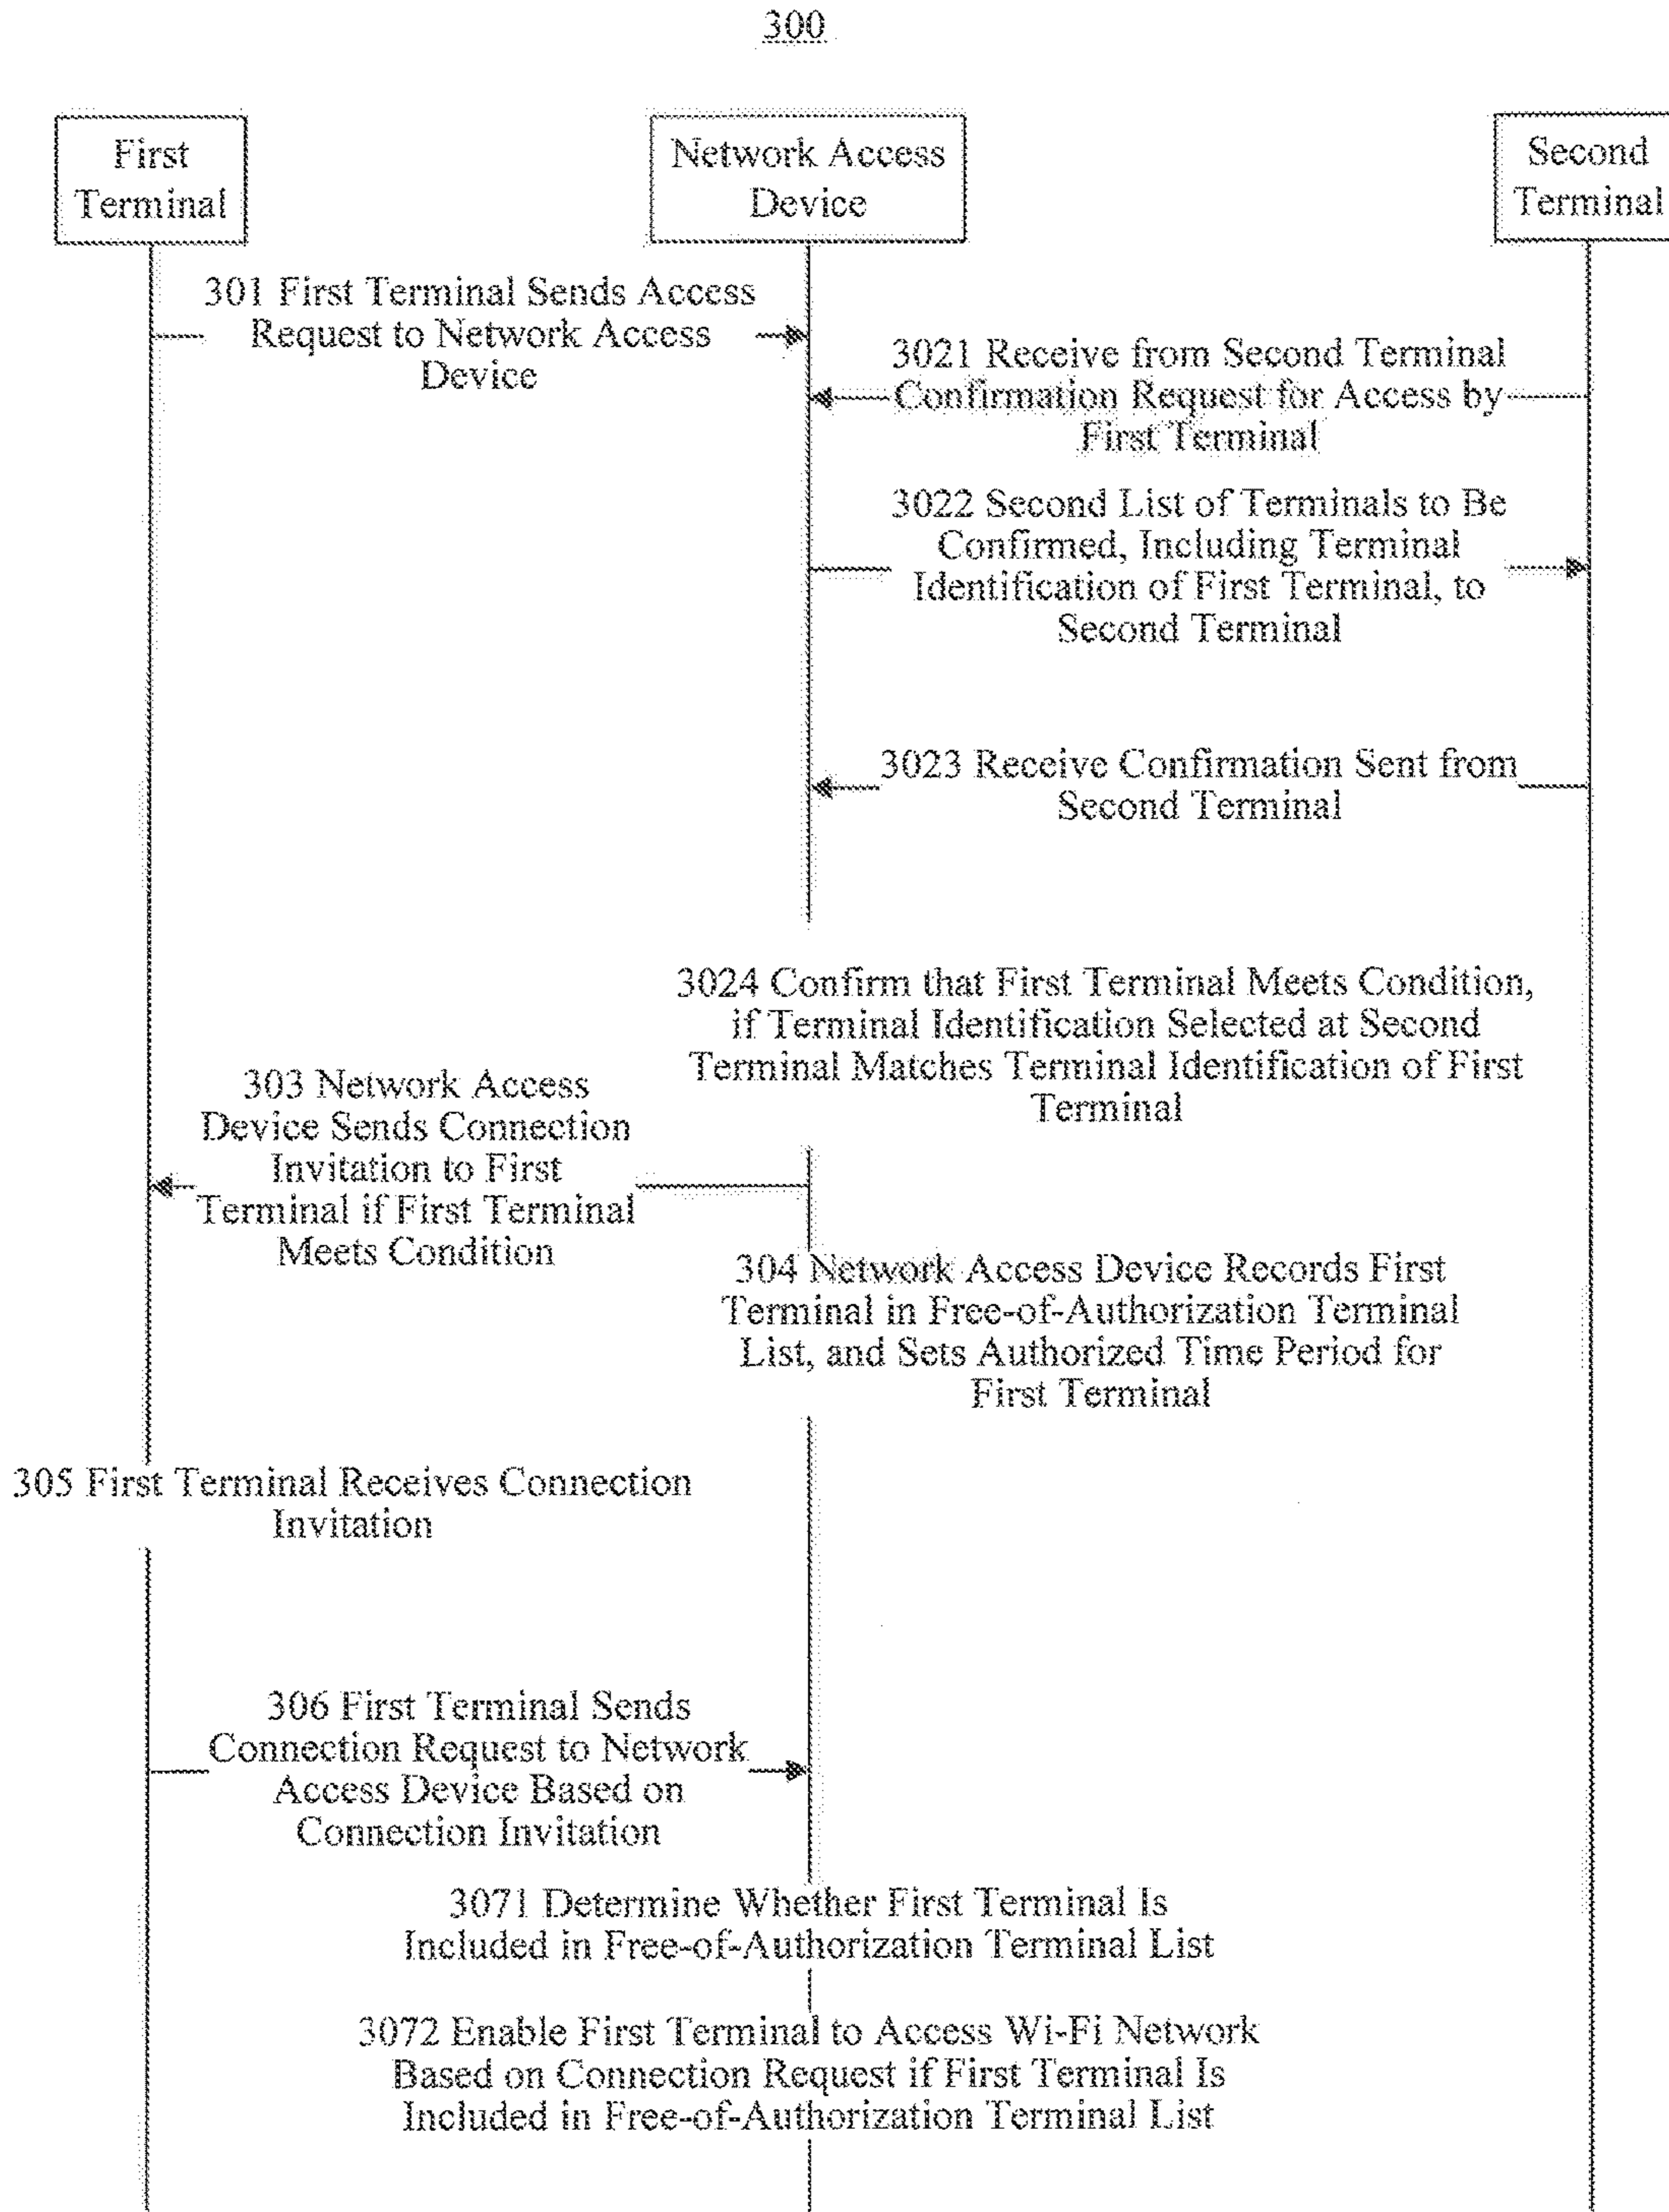 300
First
Terminal
Network Access
Device
Second
Terminal
301 First Terminal Sends Access
Request to Network Access
Device
3021 Receive from Second Terminal
Confirmation Request for Access by
First Terminal
3022 Second List of Terminals to Be
Confirmed, Including Terminal
Identification of First Terminal, to
Second Terminal
3023 Receive Confirmation Sent from
Second Terminal
3024 Confirm that First Terminal Meets Condition,
if Terminal Identification Selected at Second
Terminal Matches Terminal Identification of First
Terminal
303 Network Access
Device Sends Connection
Invitation to First
Terminal if First Terminal
Meets Condition
304 Network Access Device Records First
Terminal in Free-of-Authorization Terminal
List, and Sets Authorized Time Period for
First Terminal
305 First Terminal Receives Connection
Invitation
306 First Terminal Sends
Connection Request to Network
Access Device Based on
Connection Invitation
3071 Determine Whether First Terminal Is
Included in Free-of-Authorization Terminal List
3072 Enable First Terminal to Access Wi-Fi Network
Based on Connection Request if First Terminal Is
Included in Free-of-Authorization Terminal List